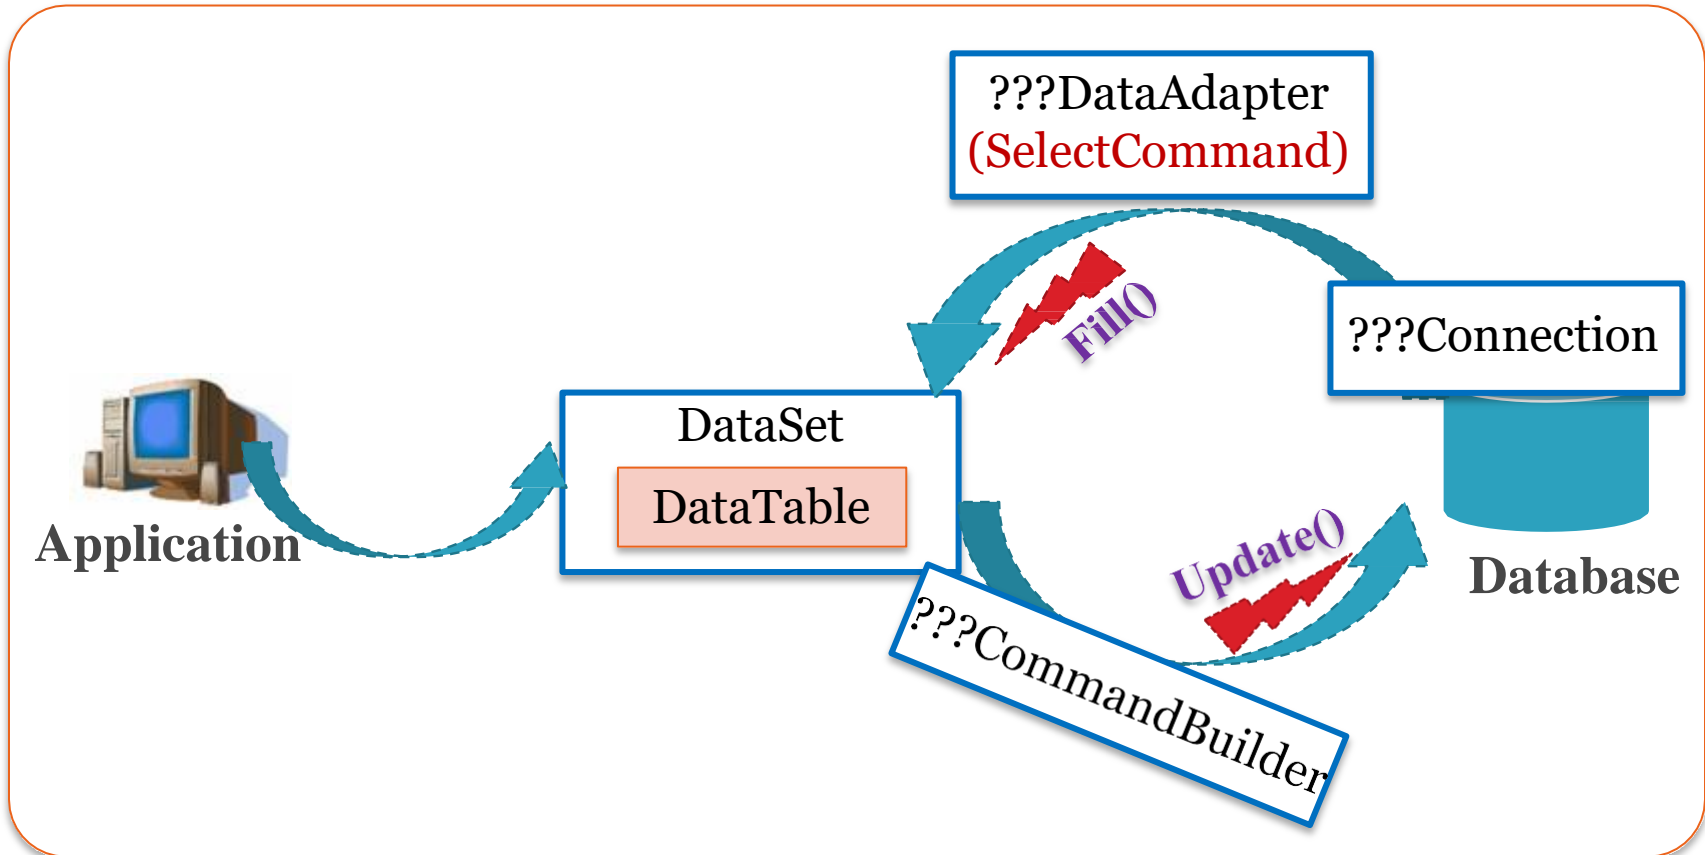 ???DataAdapter
(SelectCommand)
Fill()
???Connection
DataSet
DataTable
Application
Update()
Database
???CommandBuilder